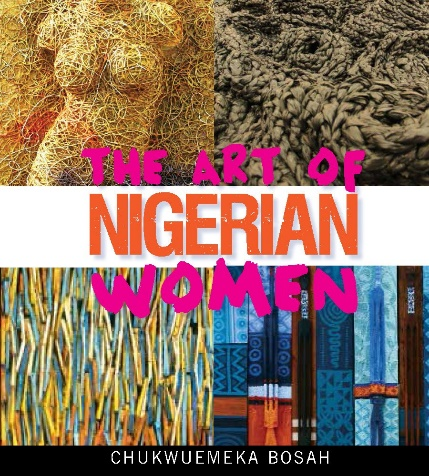 THE ART OF
NIGERIAN
WOMEN
CHUKWUEMEKA BOSAH